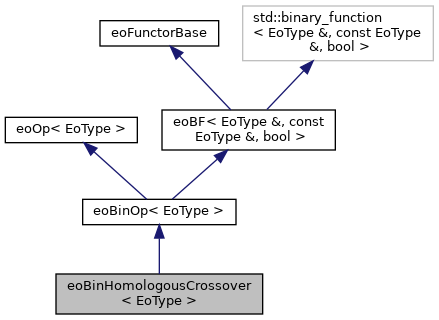 std::binary_function
< EoType &, const EoType
&, bool >
eoFunctorBase
eoOp< EoType >
eoBF< EoType &, const
EoType &, bool >
eoBinOp< EoType >
eoBinHomologousCrossover
< EoType >